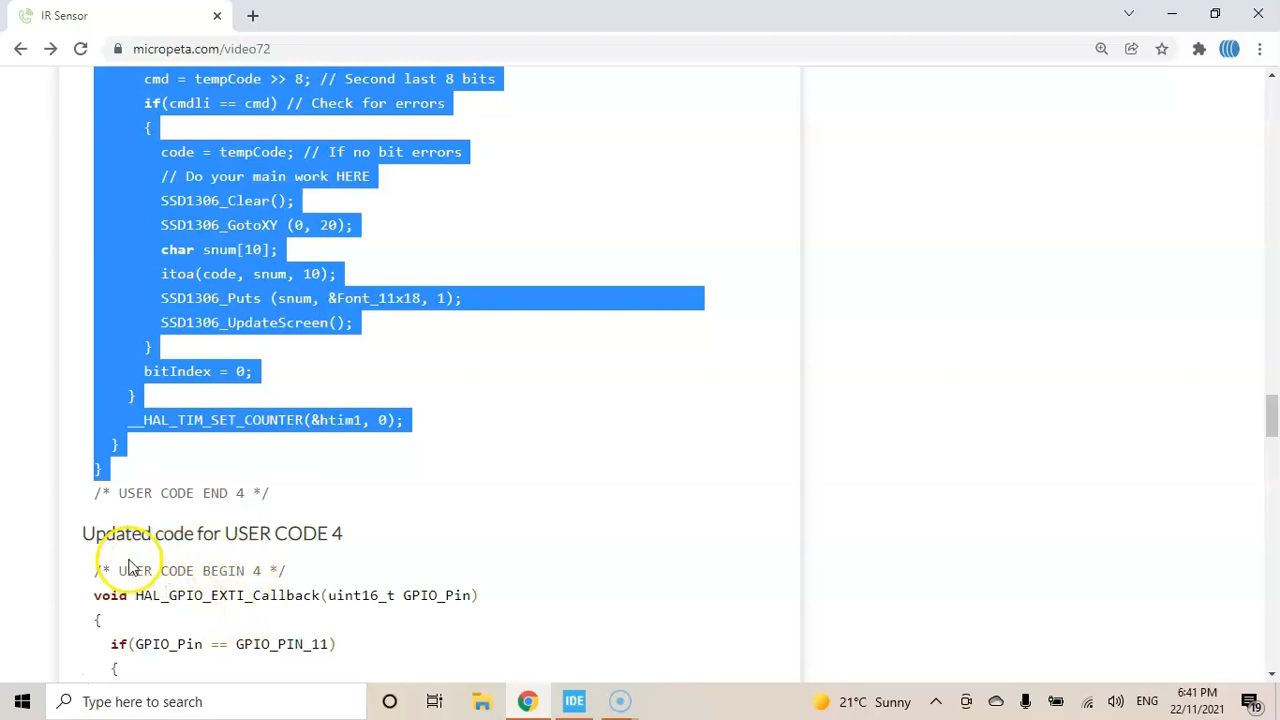 IR Sensor
micropeta.com/video72
cmd = tempCode >> 8; // Second last 8 bits
if(cmdli == cmd) // Check for errors
{
code = tempCode; // If no bit errors
// Do your main work HERE
SSD1306_Clear();
SSD1306_GotoXY (0, 20);
char snum[10];
itoa(code, snum, 10);
SSD1306_Puts (snum, &Font_11x18, 1);
SSD1306_UpdateScreen();
}
bitIndex = 0;
}
__HAL_TIM_SET_COUNTER(&htim1, 0);
}
}
/* USER CODE END 4 */
Updated code for USER CODE 4
/* USER CODE BEGIN 4 */
void HAL_GPIO_EXTI_Callback(uint16_t GPIO_Pin)
{
if(GPIO_Pin == GPIO_PIN_11)
{
Type here to search
IDE
21°C Sunny
ENG
6:41 PM
22/11/2021
19